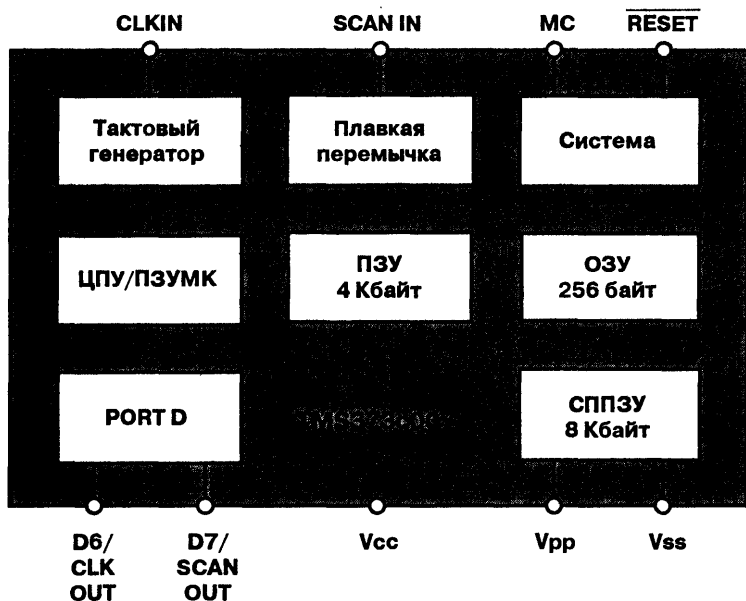 CLKIN SCAN IN MC RESET
Тактовый
генератор
Плавкая
перемычка
Система
ЦПУ/ПЗУМК
ПЗУ
4 Кбайт
ОЗУ
256 байт
PORT D
СППЗУ
8 Кбайт
D6/
CLK
OUT
D7/
SCAN
OUT
Vcc
Vpp
Vss